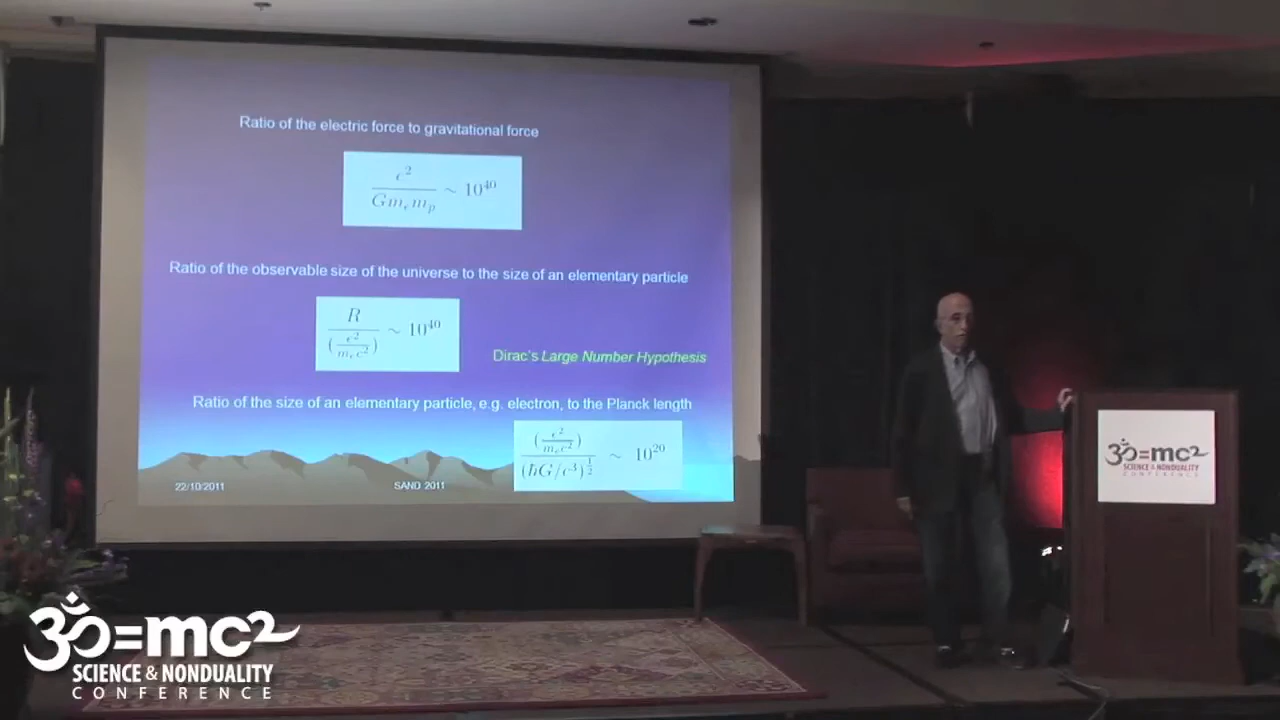 Ratio of the electric force to gravitational force
e² / G mₑ mₚ ~ 10⁴⁰
Ratio of the observable size of the universe to the size of an elementary particle
R / (e² / mₑc²) ~ 10⁴⁰
Dirac's Large Number Hypothesis
Ratio of the size of an elementary particle, e.g. electron, to the Planck length
(e² / mₑc²) / (ħG/c³)^½ ~ 10²⁰
22/10/2011
SAND 2011
ॐ=mc2
SCIENCE & NONDUALITY
CONFERENCE
ॐ=mc2
SCIENCE & NONDUALITY
CONFERENCE